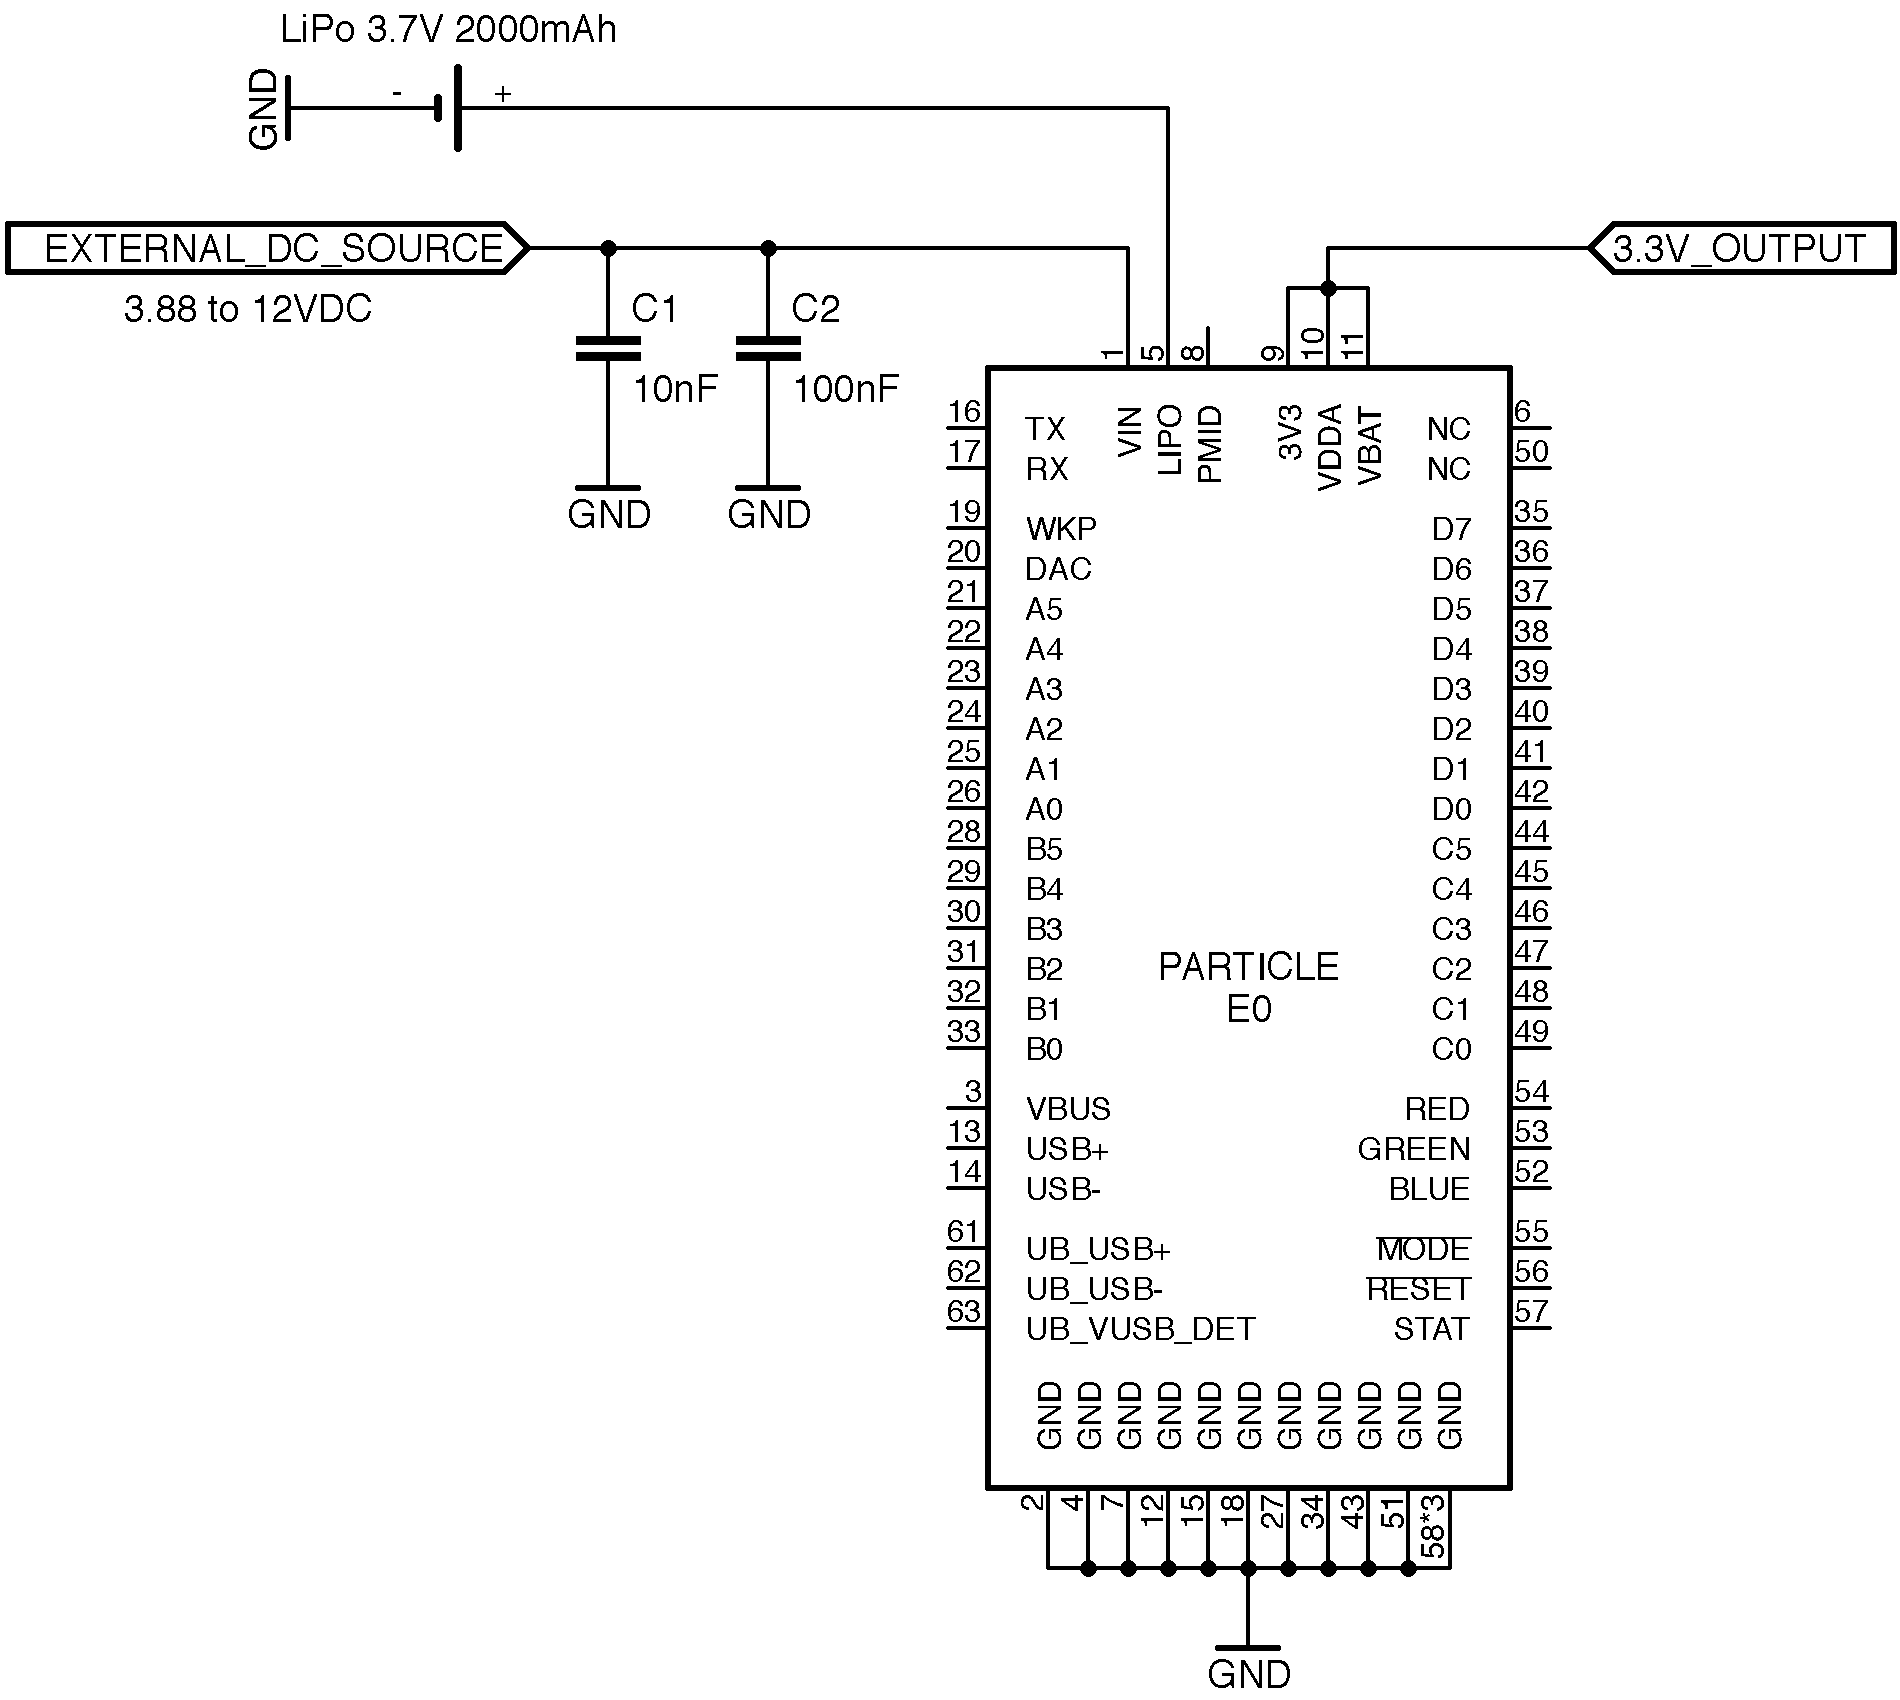 LiPo 3.7V 2000mAh
GND
- +
EXTERNAL_DC_SOURCE
3.88 to 12VDC
C1
10nF
C2
100nF
GND
GND
3.3V_OUTPUT
1 5 8 9 10 11
VIN LIPO PMID 3V3 VDDA VBAT
16 TX NC 6
17 RX NC 50
19 WKP D7 35
20 DAC D6 36
21 A5 D5 37
22 A4 D4 38
23 A3 D3 39
24 A2 D2 40
25 A1 D1 41
26 A0 D0 42
28 B5 C5 44
29 B4 C4 45
30 B3 C3 46
31 B2 C2 47
32 B1 C1 48
33 B0 C0 49
PARTICLE
E0
3 VBUS RED 54
13 USB+ GREEN 53
14 USB- BLUE 52
61 UB_USB+ MODE 55
62 UB_USB- RESET 56
63 UB_VUSB_DET STAT 57
GND GND GND GND GND GND GND GND GND GND GND
2 4 7 12 15 18 27 34 43 51 58*3
GND